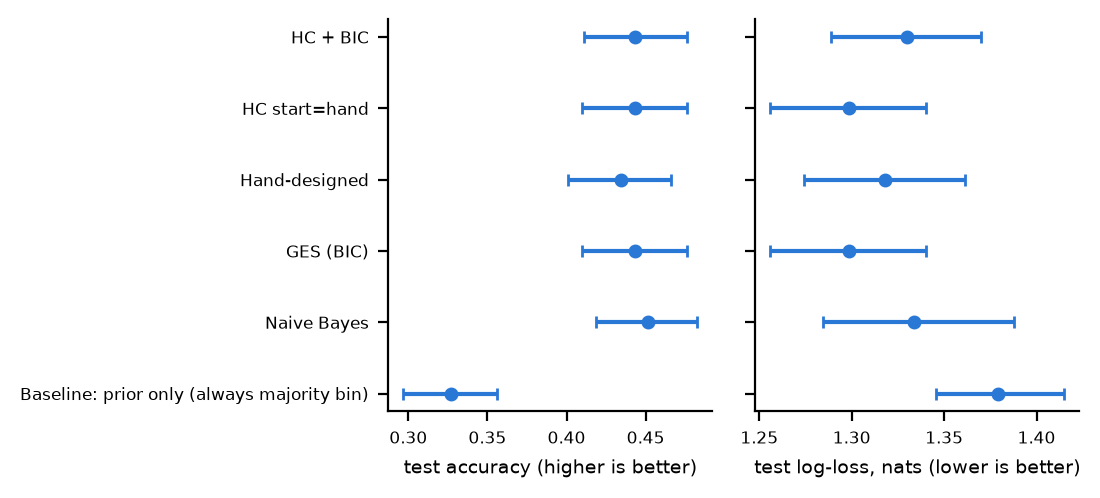 HC + BIC
HC start=hand
Hand-designed
GES (BIC)
Naive Bayes
Baseline: prior only (always majority bin)
0.30 0.35 0.40 0.45
test accuracy (higher is better)
1.25 1.30 1.35 1.40
test log-loss, nats (lower is better)